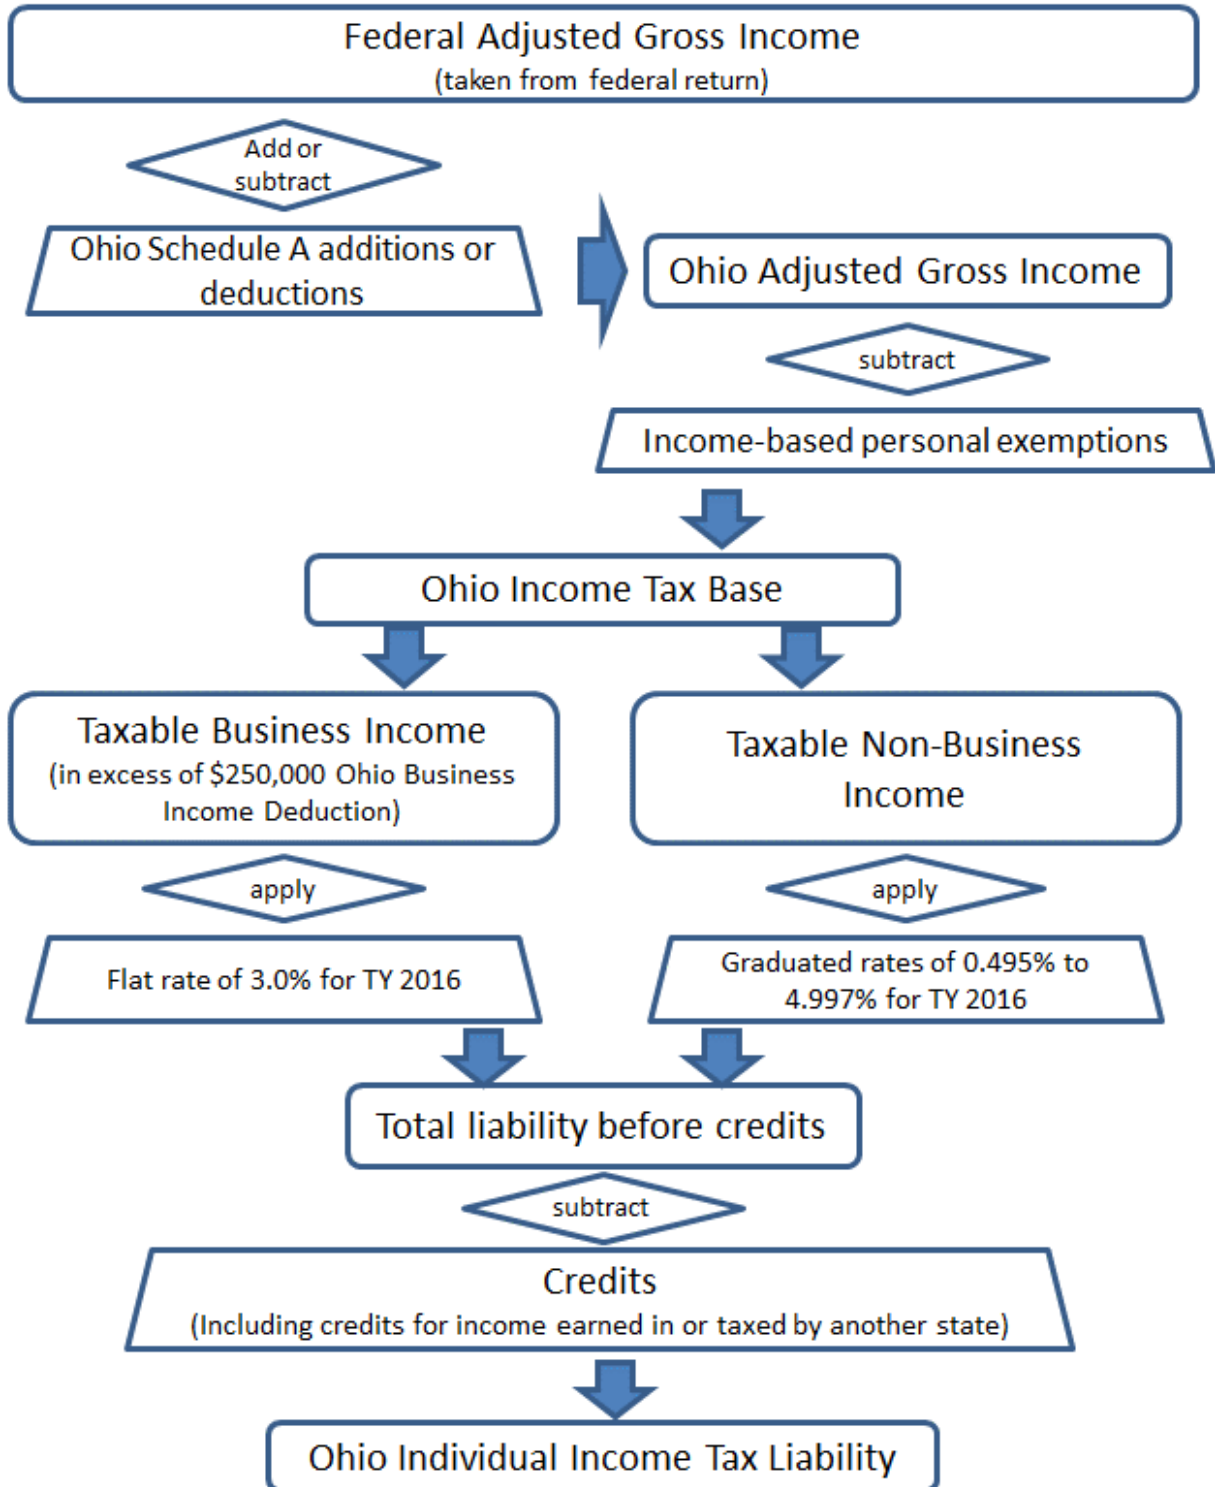 Federal Adjusted Gross Income
(taken from federal return)
Add or
subtract
Ohio Schedule A additions or
deductions
Ohio Adjusted Gross Income
subtract
Income-based personal exemptions
Ohio Income Tax Base
Taxable Business Income
(in excess of $250,000 Ohio Business
Income Deduction)
Taxable Non-Business
Income
apply
apply
Flat rate of 3.0% for TY 2016
Graduated rates of 0.495% to
4.997% for TY 2016
Total liability before credits
subtract
Credits
(Including credits for income earned in or taxed by another state)
Ohio Individual Income Tax Liability